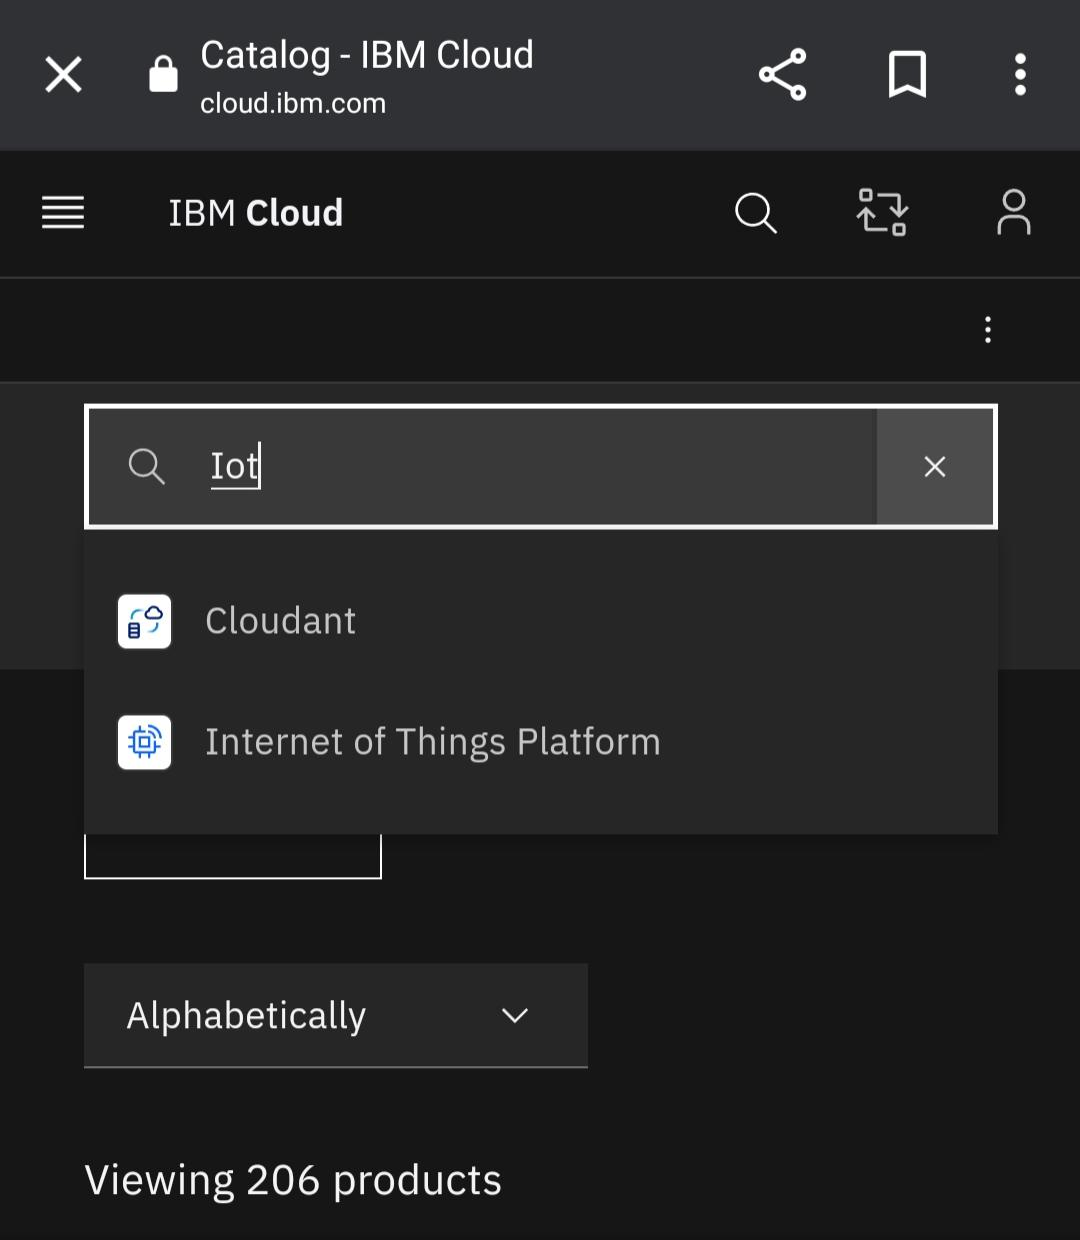 Catalog - IBM Cloud
cloud.ibm.com
IBM Cloud
Iot
Cloudant
Internet of Things Platform
Alphabetically
Viewing 206 products